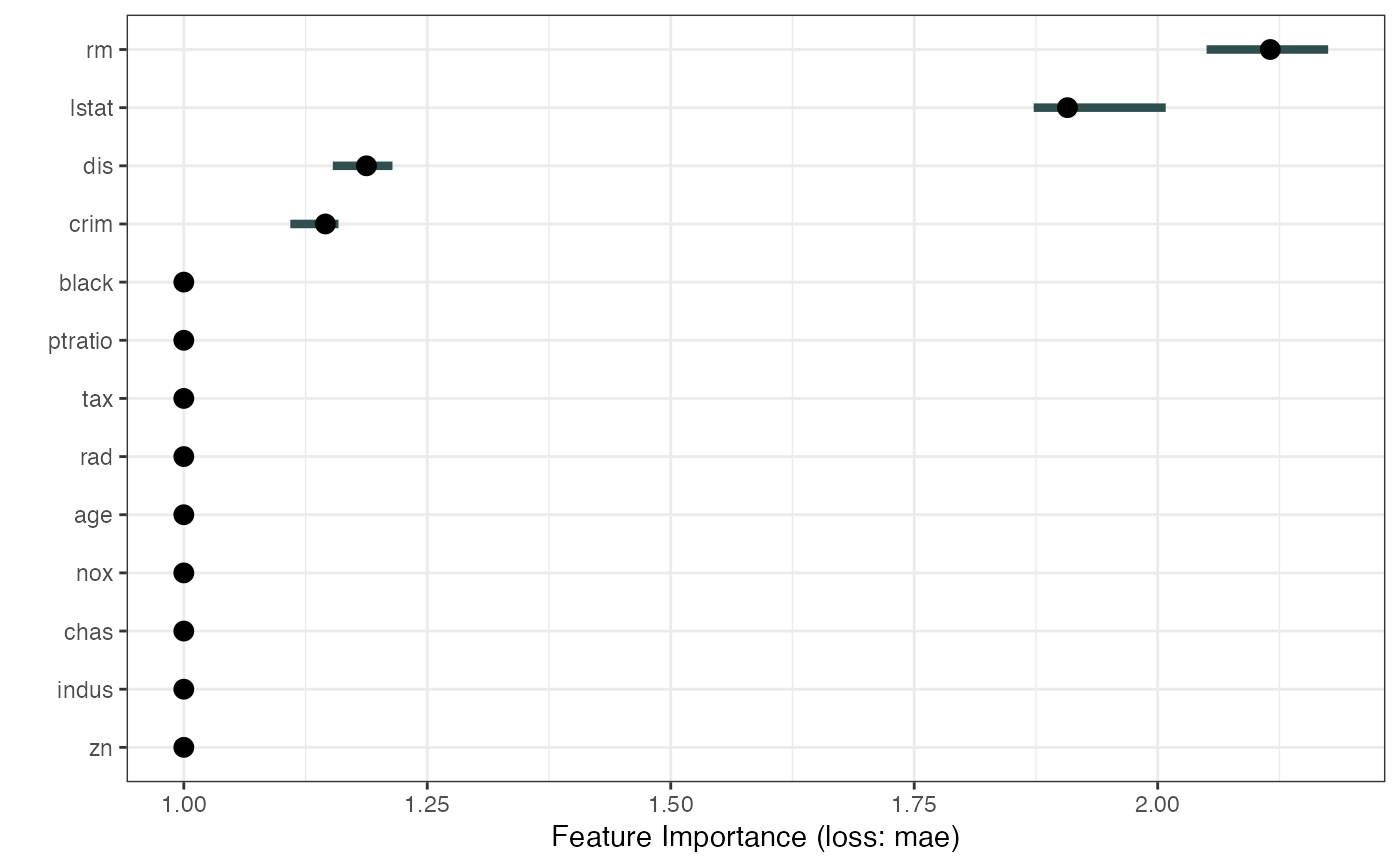 rm
lstat
dis
crim
black
ptratio
tax
rad
age
nox
chas
indus
zn
1.00 1.25 1.50 1.75 2.00
Feature Importance (loss: mae)